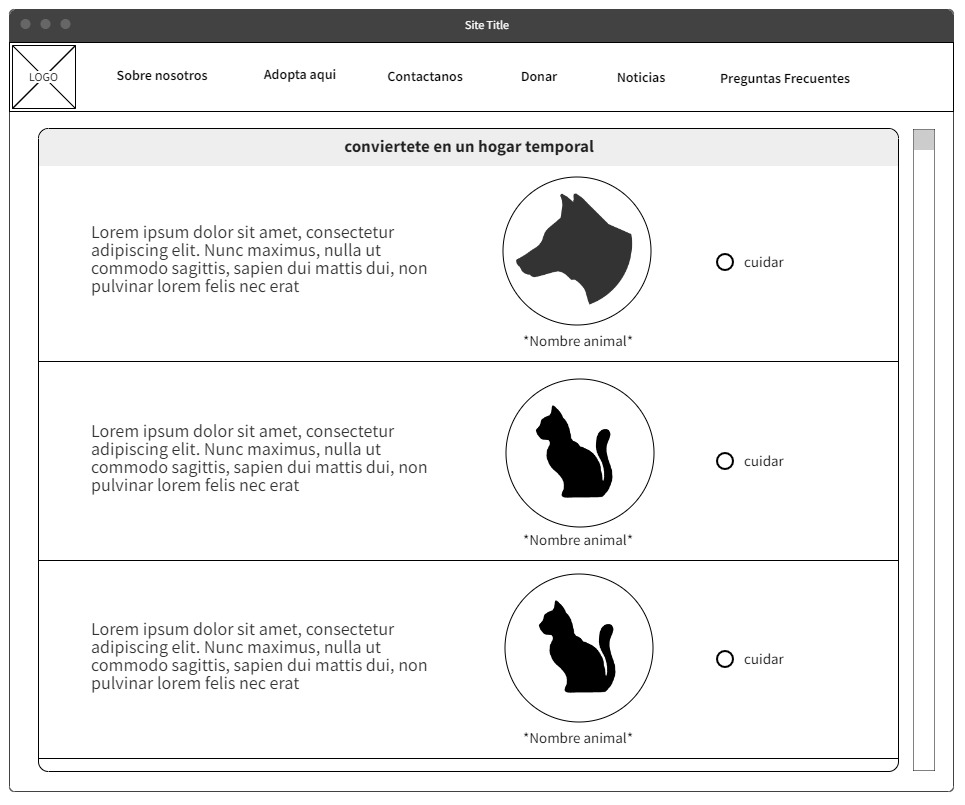 Site Title
LOGO
Sobre nosotros
Adopta aqui
Contactanos
Donar
Noticias
Preguntas Frecuentes
conviertete en un hogar temporal
Lorem ipsum dolor sit amet, consectetur
adipiscing elit. Nunc maximus, nulla ut
commodo sagittis, sapien dui mattis dui, non
pulvinar lorem felis nec erat
*Nombre animal*
cuidar
Lorem ipsum dolor sit amet, consectetur
adipiscing elit. Nunc maximus, nulla ut
commodo sagittis, sapien dui mattis dui, non
pulvinar lorem felis nec erat
*Nombre animal*
cuidar
Lorem ipsum dolor sit amet, consectetur
adipiscing elit. Nunc maximus, nulla ut
commodo sagittis, sapien dui mattis dui, non
pulvinar lorem felis nec erat
*Nombre animal*
cuidar